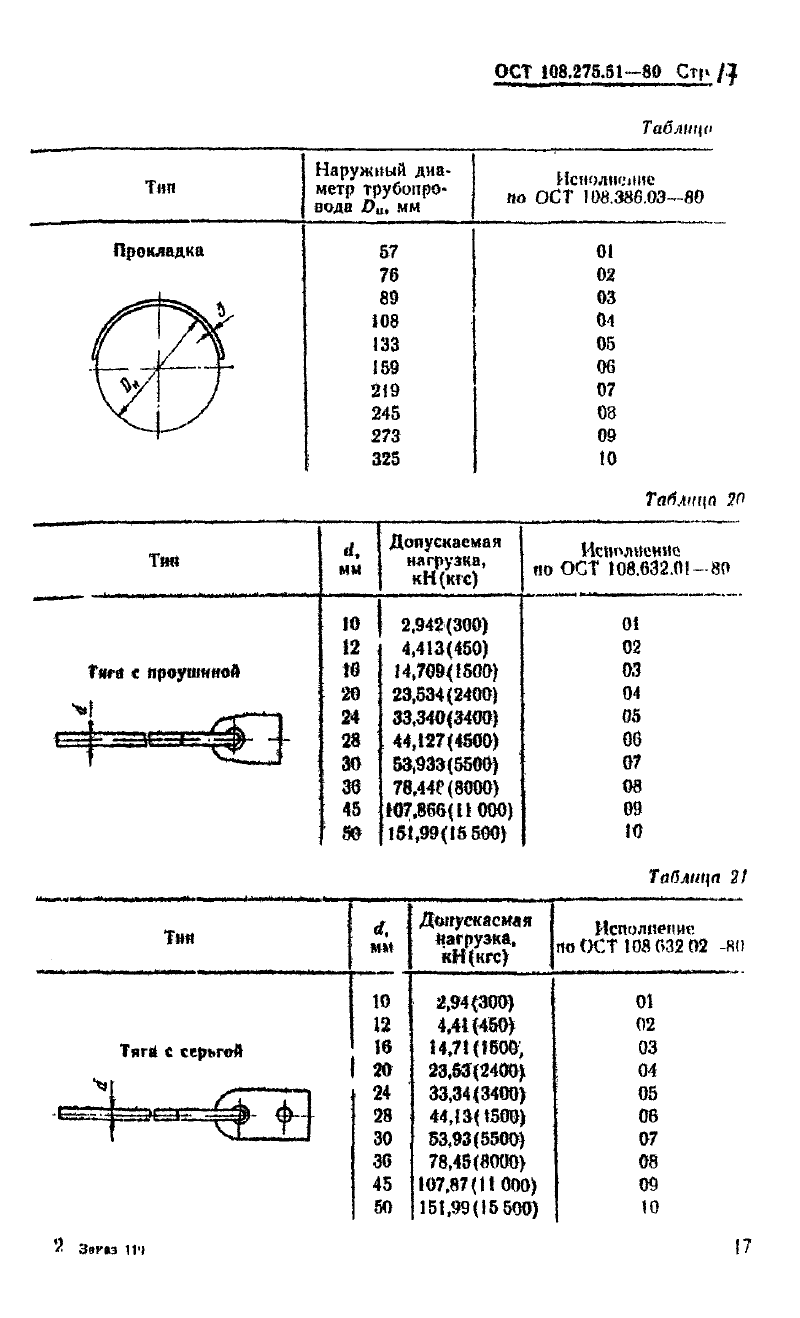 ОСТ 108.275.51—80 Стр. 17
Таблица
Тип
Наружный диа-
метр трубопро-
вода Dн, мм
Исполнение
по ОСТ 108.386.03—80
Прокладка
Dн
57 01
76 02
89 03
108 04
133 05
159 06
219 07
245 08
273 09
325 10
Таблица 20
Тип
d,
мм
Допускаемая
нагрузка,
кН(кгс)
Исполнение
по ОСТ 108.632.01—80
Тяга с проушиной
d
10 2,942(300) 01
12 4,413(450) 02
16 14,709(1500) 03
20 23,534(2400) 04
24 33,340(3400) 05
28 44,127(4500) 06
30 53,933(5500) 07
36 (8000) 08
45 107,866(11 000) 09
50 151,99(15 500) 10
Таблица 21
Тип
d,
мм
Допускаемая
нагрузка,
кН(кгс)
Исполнение
по ОСТ 108 632 02 -80
Тяга с серьгой
d
10 2,94(300) 01
12 4,41(450) 02
16 14,71(1500) 03
20 23,53(2400) 04
24 33,34(3400) 05
28 44,13( 06
30 53,93(5500) 07
36 78,45(8000) 08
45 107,87(11 000) 09
50 151,99(15 500) 10
2 Заказ
17